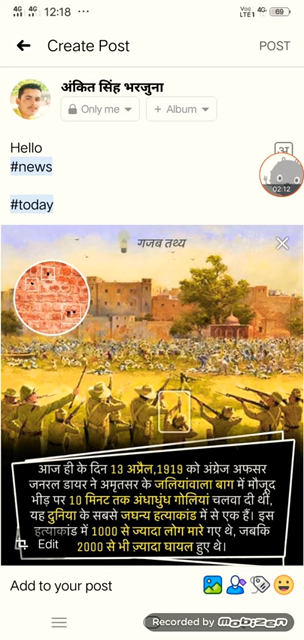 4G 4G 12:18 ...
Vo)) LTE1 4G 69
← Create Post POST
अंकित सिंह भरजुना
Only me ▼ + Album ▼
Hello
अ
#news
02:12
#today
गजब तथ्य
आज ही के दिन 13 अप्रैल,1919 को अंग्रेज अफसर
जनरल डायर ने अमृतसर के जलियांवाला बाग में मौजूद
भीड़ पर 10 मिनट तक अंधाधुंध गोलियां चलवा दी थीं,
यह दुनिया के सबसे जघन्य हत्याकांड में से एक हैं। इस
हत्याकांड में 1000 से ज्यादा लोग मारे गए थे, जबकि
Edit 2000 से भी ज़्यादा घायल हुए थे।
Add to your post
Recorded by Mobizen